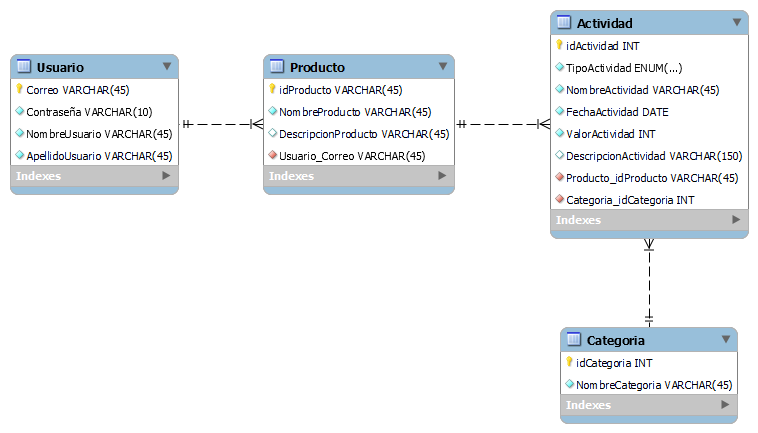 Usuario
Correo VARCHAR(45)
Contraseña VARCHAR(10)
NombreUsuario VARCHAR(45)
ApellidoUsuario VARCHAR(45)
Indexes
Producto
idProducto VARCHAR(45)
NombreProducto VARCHAR(45)
DescripcionProducto VARCHAR(45)
Usuario_Correo VARCHAR(45)
Indexes
Actividad
idActividad INT
TipoActividad ENUM(...)
NombreActividad VARCHAR(45)
FechaActividad DATE
ValorActividad INT
DescripcionActividad VARCHAR(150)
Producto_idProducto VARCHAR(45)
Categoria_idCategoria INT
Indexes
Categoria
idCategoria INT
NombreCategoria VARCHAR(45)
Indexes